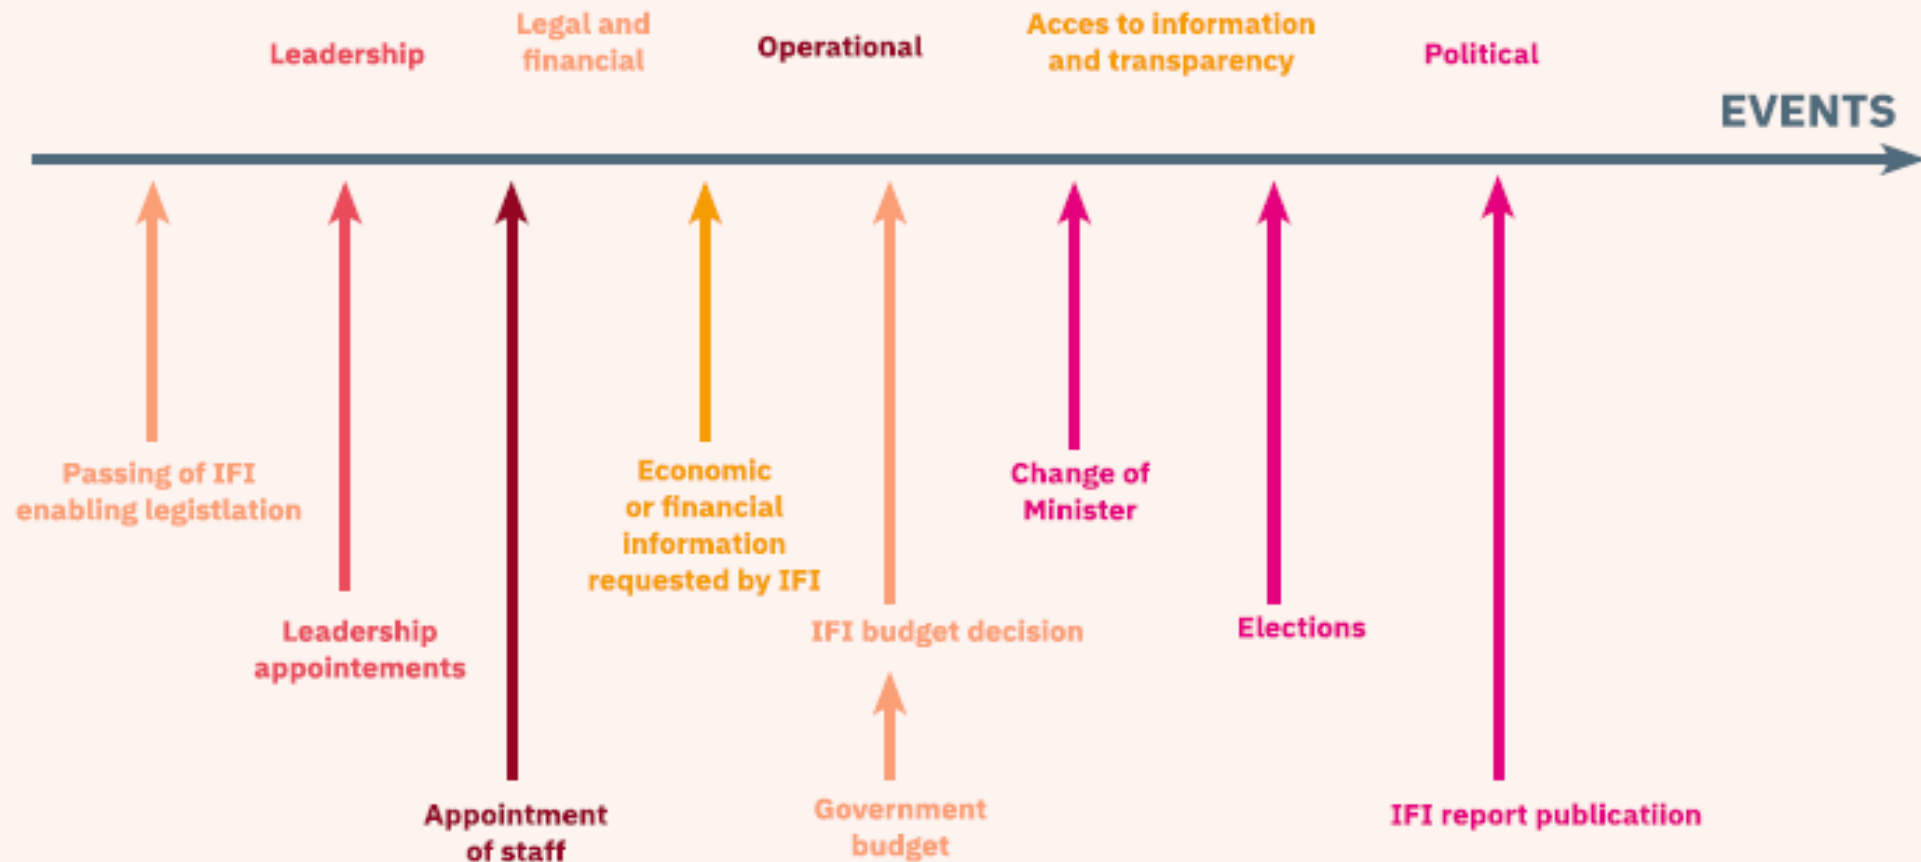 Leadership
Legal and
financial
Operational
Acces to information
and transparency
Political
EVENTS
Passing of IFI
enabling legistlation
Leadership
appointements
Appointment
of staff
Economic
or financial
information
requested by IFI
IFI budget decision
Government
budget
Change of
Minister
Elections
IFI report publicatiion